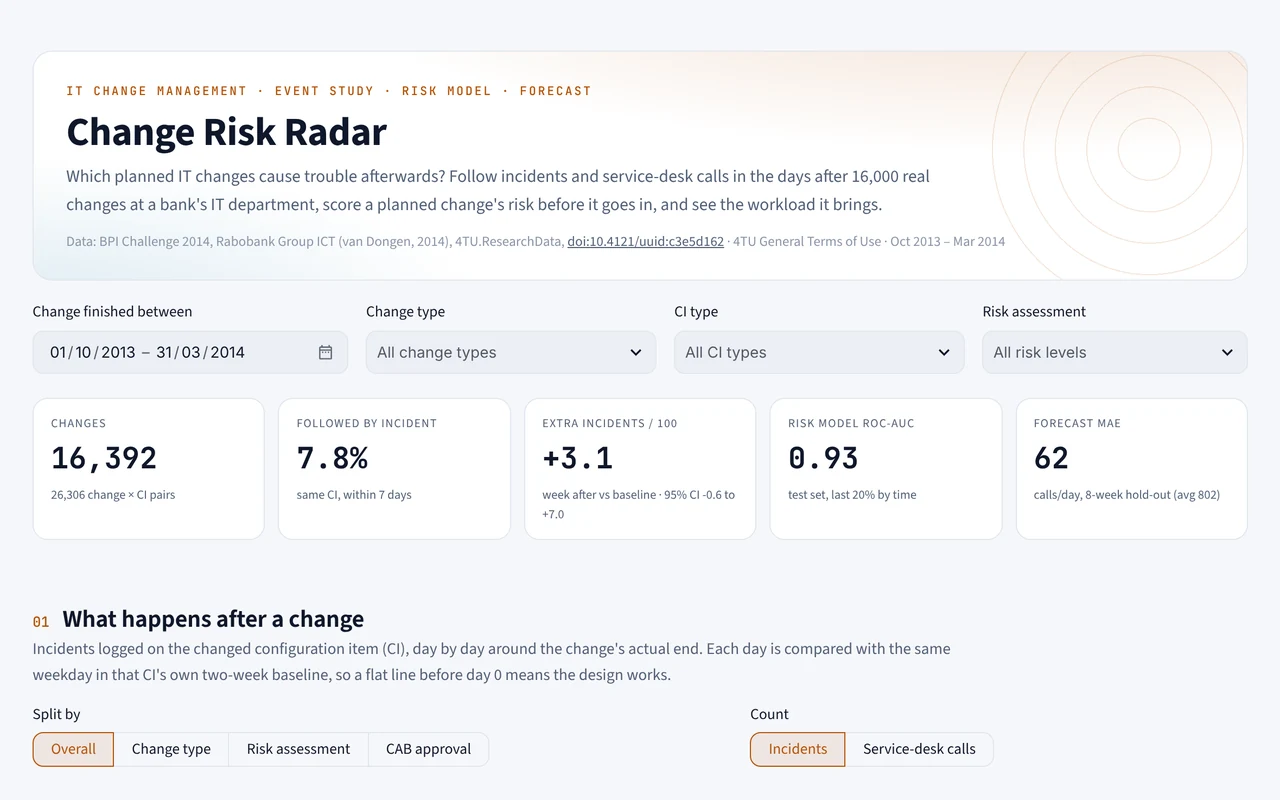 IT CHANGE MANAGEMENT · EVENT STUDY · RISK MODEL · FORECAST
Change Risk Radar
Which planned IT changes cause trouble afterwards? Follow incidents and service-desk calls in the days after 16,000 real
changes at a bank's IT department, score a planned change's risk before it goes in, and see the workload it brings.
Data: BPI Challenge 2014, Rabobank Group ICT (van Dongen, 2014), 4TU.ResearchData, doi:10.4121/uuid:c3e5d162 · 4TU General Terms of Use · Oct 2013 – Mar 2014
Change finished between
01/10/2013 – 31/03/2014
Change type
All change types
CI type
All CI types
Risk assessment
All risk levels
CHANGES
16,392
26,306 change × CI pairs
FOLLOWED BY INCIDENT
7.8%
same CI, within 7 days
EXTRA INCIDENTS / 100
+3.1
week after vs baseline · 95% CI -0.6 to
+7.0
RISK MODEL ROC-AUC
0.93
test set, last 20% by time
FORECAST MAE
62
calls/day, 8-week hold-out (avg 802)
01 What happens after a change
Incidents logged on the changed configuration item (CI), day by day around the change's actual end. Each day is compared with the same
weekday in that CI's own two-week baseline, so a flat line before day 0 means the design works.
Split by
Overall Change type Risk assessment CAB approval
Count
Incidents Service-desk calls